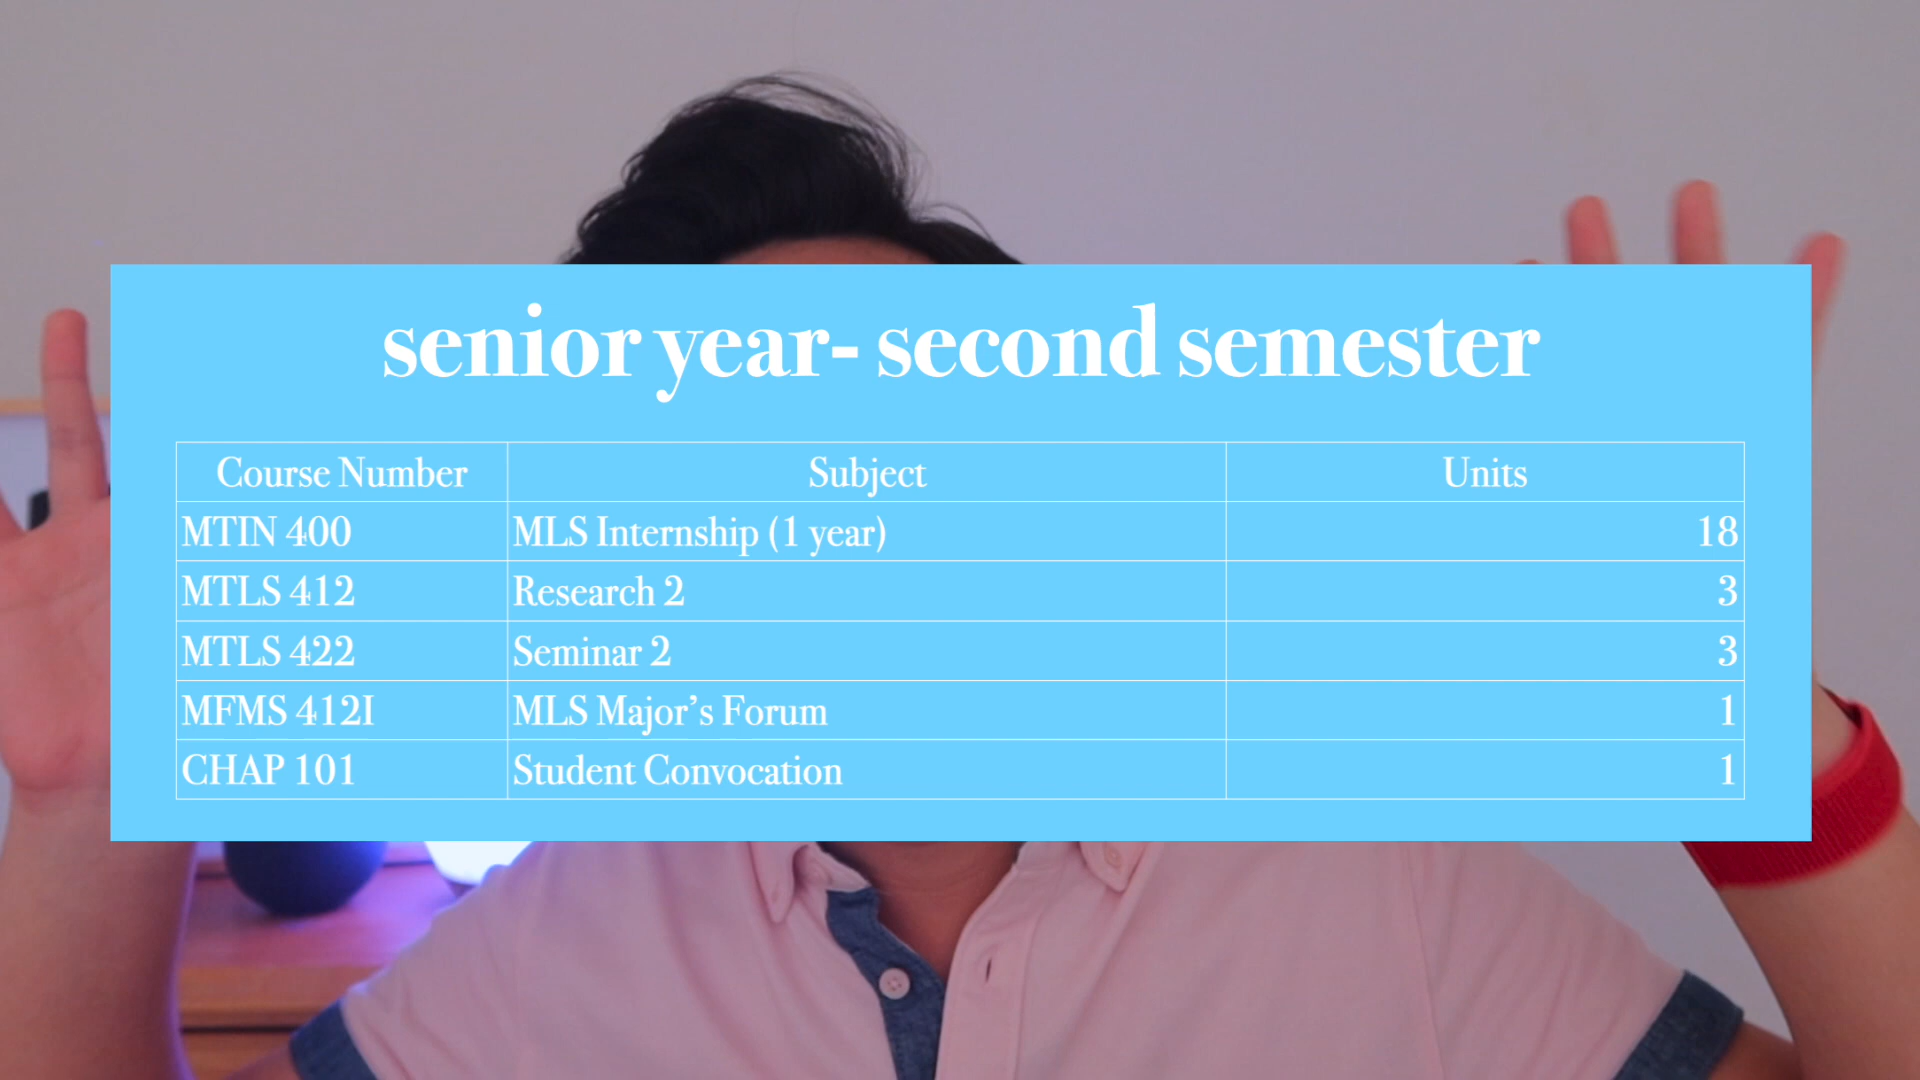 senior year- second semester
Course Number Subject Units
MTIN 400 MLS Internship (1 year) 18
MTLS 412 Research 2 3
MTLS 422 Seminar 2 3
MFMS 412I MLS Major’s Forum 1
CHAP 101 Student Convocation 1